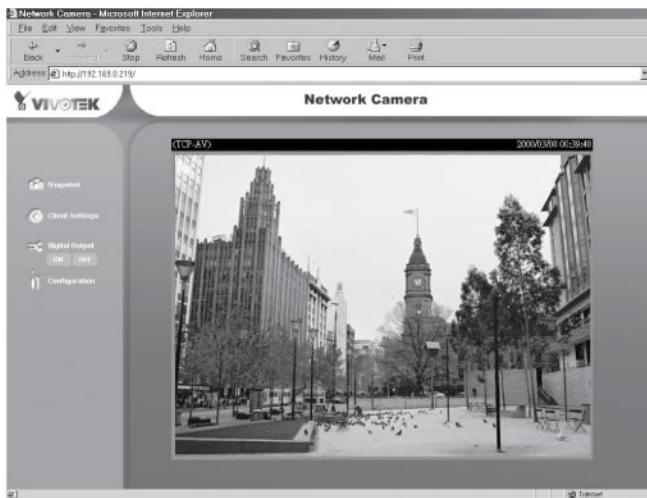 Network Camera - Microsoft Internet Explorer
File Edit View Favorites Tools Help
Back Stop Refresh Home Search Favorites History Mail Print
Address http://192.168.0.219/
VIVOTEK
Network Camera
(TCP-AV) 2000/03/08 00:39:48
Snapshot
Client Settings
Digital Output
ON OFF
Configuration
Internet